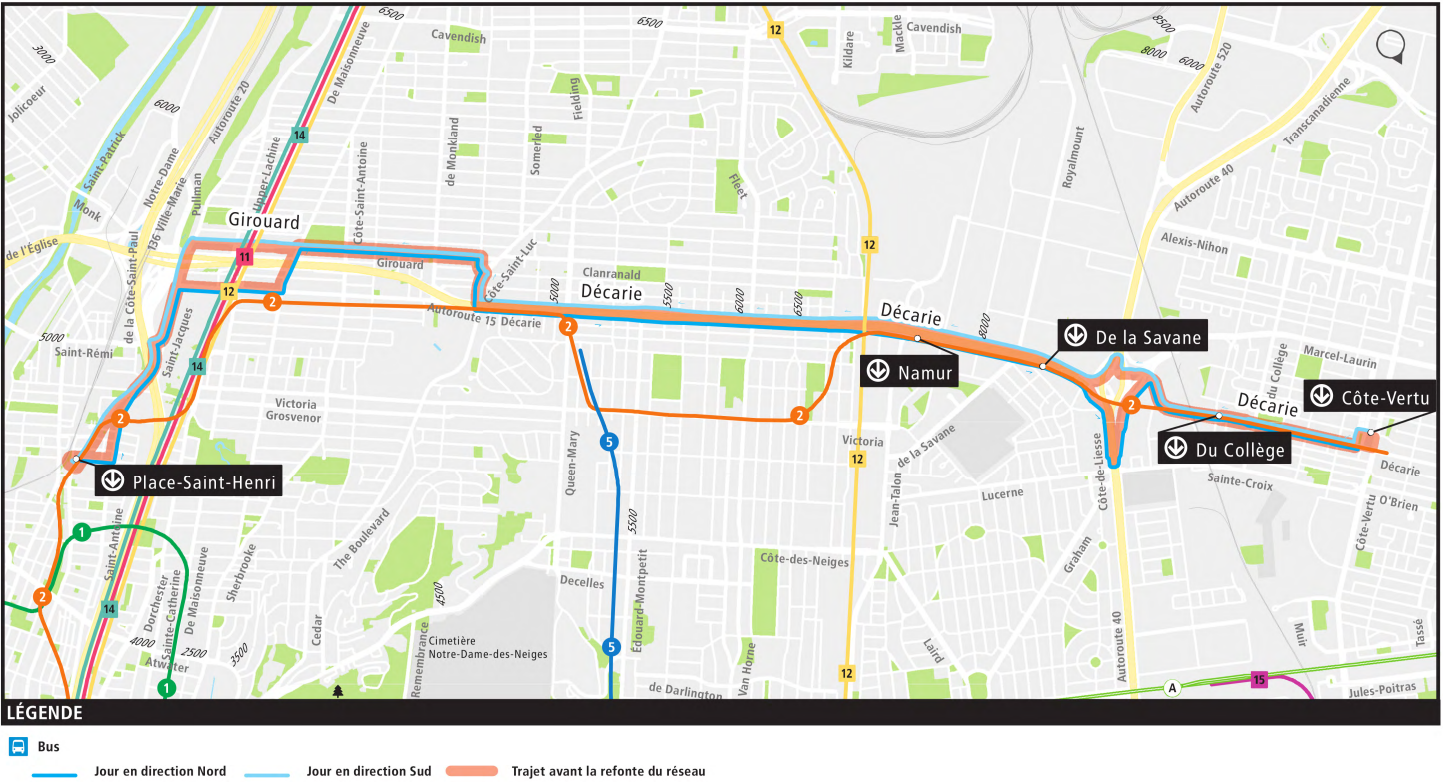 6500
6500
12
Cavendish
Mackle
Cavendish
Kildare
8500
8000
6000
3000
Jolicoeur
6000
Autoroute 20
De Maisonneuve
Fielding
Autoroute 520
Transcanadienne
14
Saint-Patrick
Notre-Dame
136 Ville-Marie
Pullman
Upper-Lachine
Côte-Saint-Antoine
de Monkland
Somerled
Fleet
Royalmount
Autoroute 40
Monk
Girouard
de l'Église
de la Côte-Saint-Paul
11
Girouard
Côte-Saint-Luc
12
Alexis-Nihon
Clanranald
12
2
5000
Décarie
5500
6000
6500
Décarie
8000
Autoroute 15 Décarie
2
De la Savane
5000
Saint-Rémi
Saint-Jacques
14
Namur
du Collège
Marcel-Laurin
Côte-Vertu
Victoria
Grosvenor
2
2
2
Décarie
Du Collège
5
Queen-Mary
Victoria
12
de la Savane
Jean-Talon
Côte-de-Liesse
Décarie
Place-Saint-Henri
Sainte-Croix
Lucerne
O'Brien
Côte-Vertu
1
Saint-Antoine
The Boulevard
5500
Sherbrooke
De Maisonneuve
Dorchester
Sainte-Catherine
Côte-des-Neiges
Graham
Decelles
Édouard-Montpetit
4500
2
14
Cedar
Remembrance
Cimetière
Notre-Dame-des-Neiges
4000
2500
3500
Atwater
5
Van Horne
Laird
12
Autoroute 40
Muir
Tassé
1
de Darlington
A
15
Jules-Poitras
LÉGENDE
Bus
Jour en direction Nord
Jour en direction Sud
Trajet avant la refonte du réseau